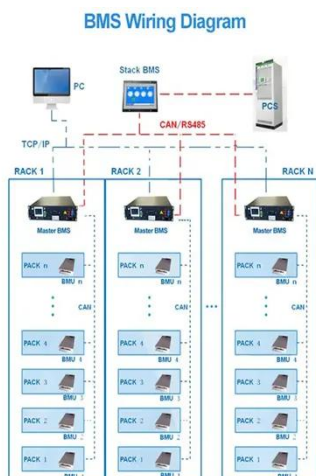 BMS Wiring Diagram
Stack BMS
PC
PCS
CAN/RS485
TCP/IP
RACK 1
RACK 2
RACK N
Master BMS
Master BMS
Master BMS
PACK n
BMU n
PACK n
BMU n
PACK n
BMU n
CAN
CAN
CAN
PACK 4
BMU 4
PACK 4
BMU 4
PACK 4
BMU 4
PACK 3
BMU 3
PACK 3
BMU 3
PACK 3
BMU 3
PACK 2
BMU 2
PACK 2
BMU 2
PACK 2
BMU 2
PACK 1
PACK 1
PACK 1